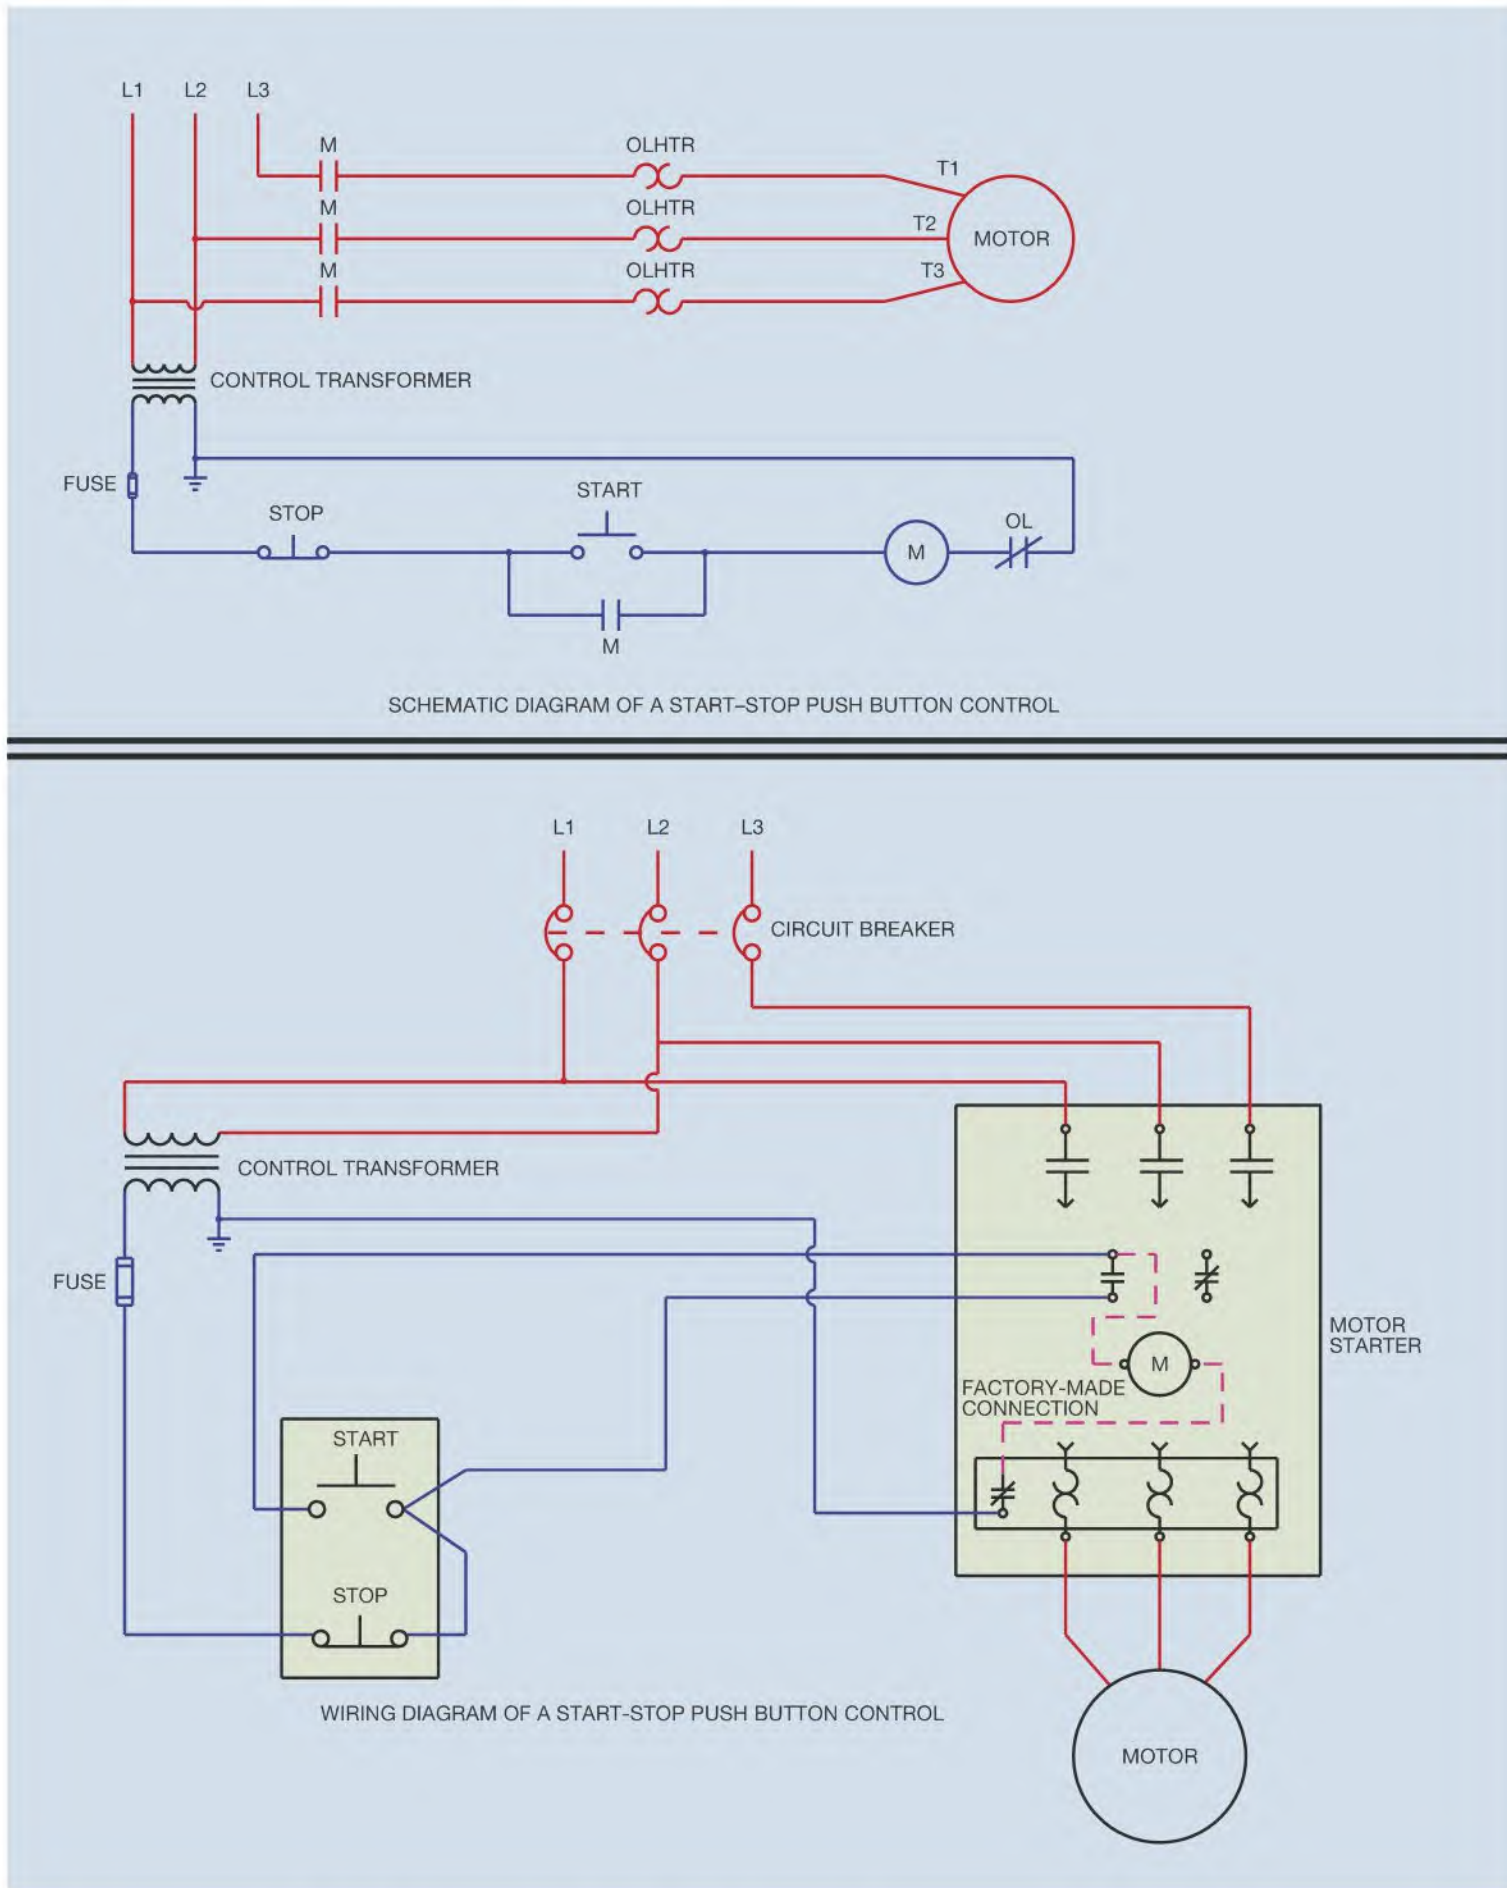 L1 L2 L3
M OLHTR
T1
M OLHTR
T2
MOTOR
M OLHTR
T3
CONTROL TRANSFORMER
FUSE
START
STOP
OL
M
M
SCHEMATIC DIAGRAM OF A START–STOP PUSH BUTTON CONTROL
L1 L2 L3
CIRCUIT BREAKER
CONTROL TRANSFORMER
FUSE
MOTOR
STARTER
M
FACTORY-MADE
CONNECTION
START
STOP
WIRING DIAGRAM OF A START-STOP PUSH BUTTON CONTROL
MOTOR